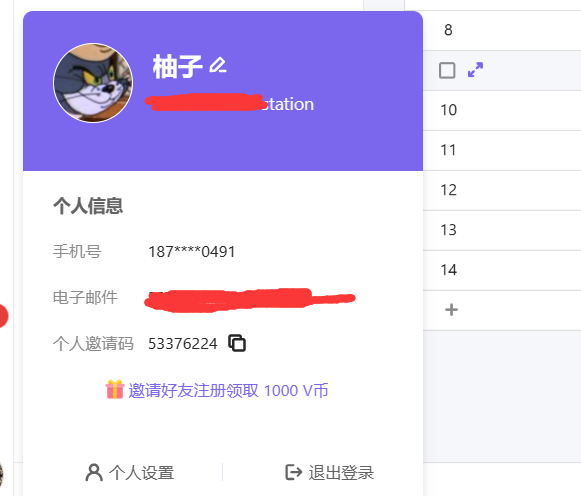 柚子
station
个人信息
手机号 187****0491
电子邮件
个人邀请码 53376224
邀请好友注册领取 1000 V币
个人设置 退出登录
8
10
11
12
13
14